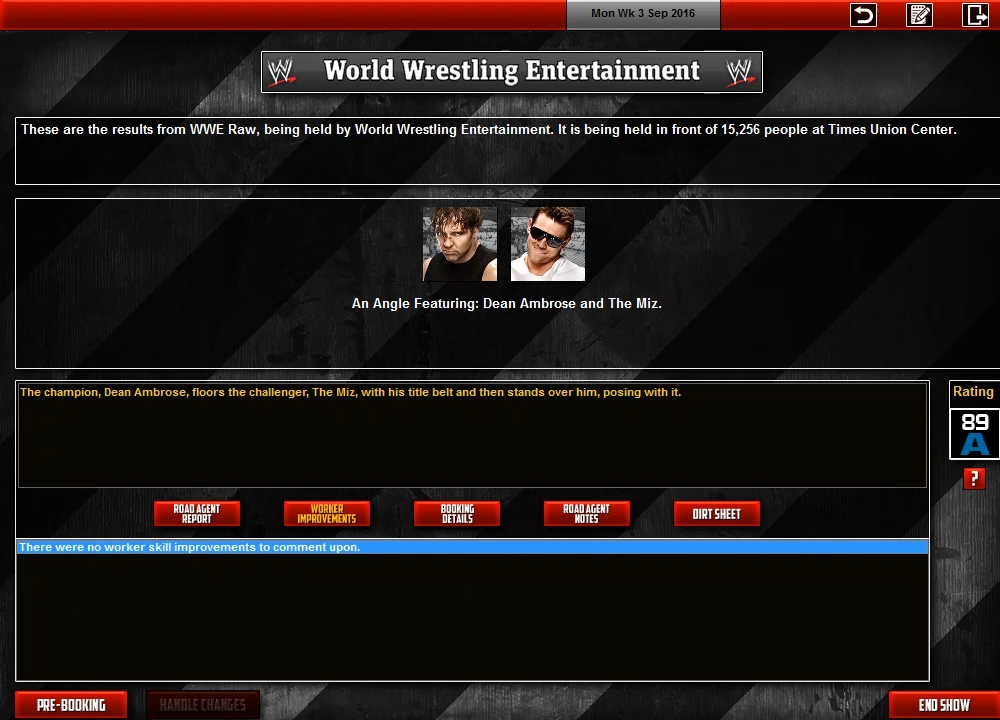 Mon Wk 3 Sep 2016
W World Wrestling Entertainment W
These are the results from WWE Raw, being held by World Wrestling Entertainment. It is being held in front of 15,256 people at Times Union Center.
An Angle Featuring: Dean Ambrose and The Miz.
The champion, Dean Ambrose, floors the challenger, The Miz, with his title belt and then stands over him, posing with it.
Rating
89
A
?
ROAD AGENT REPORT
WORKER IMPROVEMENTS
BOOKING DETAILS
ROAD AGENT NOTES
DIRT SHEET
There were no worker skill improvements to comment upon.
PRE-BOOKING
HANDLE CHANGES
END SHOW